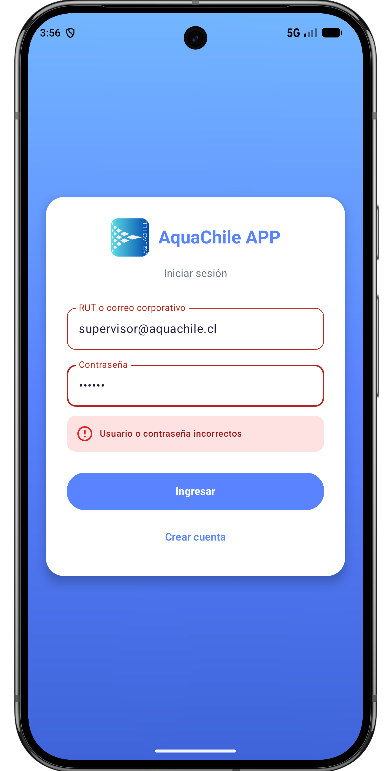 3:56
5G
AquaChile APP
Iniciar sesión
RUT o correo corporativo
supervisor@aquachile.cl
Contraseña
••••••
Usuario o contraseña incorrectos
Ingresar
Crear cuenta